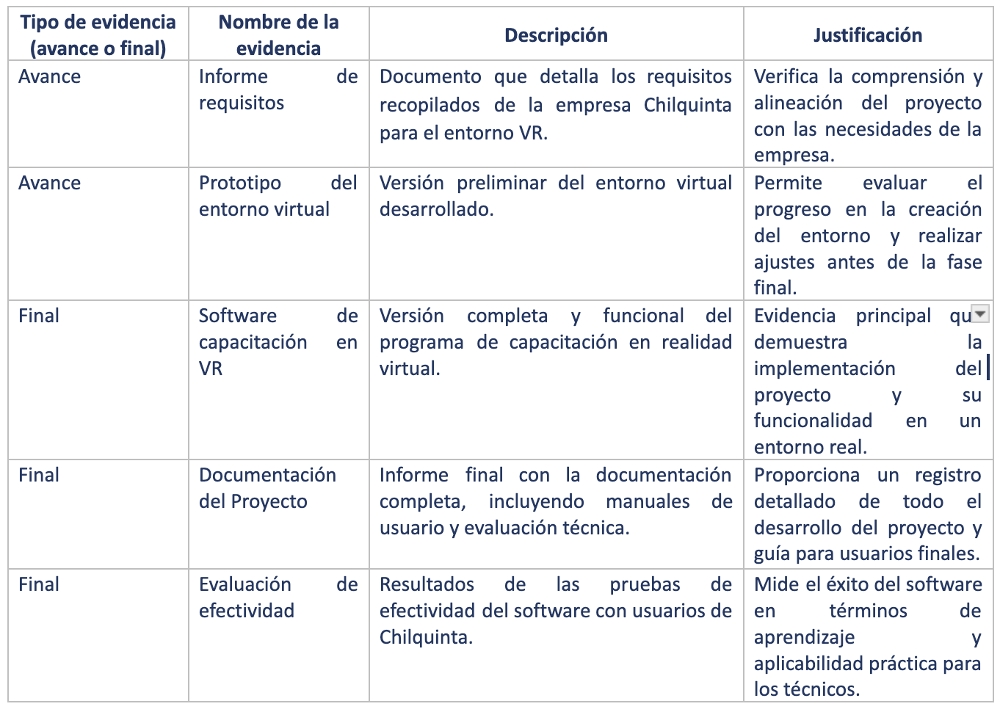 Tipo de evidencia
(avance o final)
Nombre de la
evidencia
Descripción
Justificación
Avance
Informe de
requisitos
Documento que detalla los requisitos
recopilados de la empresa Chilquinta
para el entorno VR.
Verifica la comprensión y
alineación del proyecto
con las necesidades de la
empresa.
Avance
Prototipo del
entorno virtual
Versión preliminar del entorno virtual
desarrollado.
Permite evaluar el
progreso en la creación
del entorno y realizar
ajustes antes de la fase
final.
Final
Software de
capacitación en
VR
Versión completa y funcional del
programa de capacitación en realidad
virtual.
Evidencia principal que
demuestra la
implementación del
proyecto y su
funcionalidad en un
entorno real.
Final
Documentación
del Proyecto
Informe final con la documentación
completa, incluyendo manuales de
usuario y evaluación técnica.
Proporciona un registro
detallado de todo el
desarrollo del proyecto y
guía para usuarios finales.
Final
Evaluación de
efectividad
Resultados de las pruebas de
efectividad del software con usuarios de
Chilquinta.
Mide el éxito del software
en términos de
aprendizaje y
aplicabilidad práctica para
los técnicos.